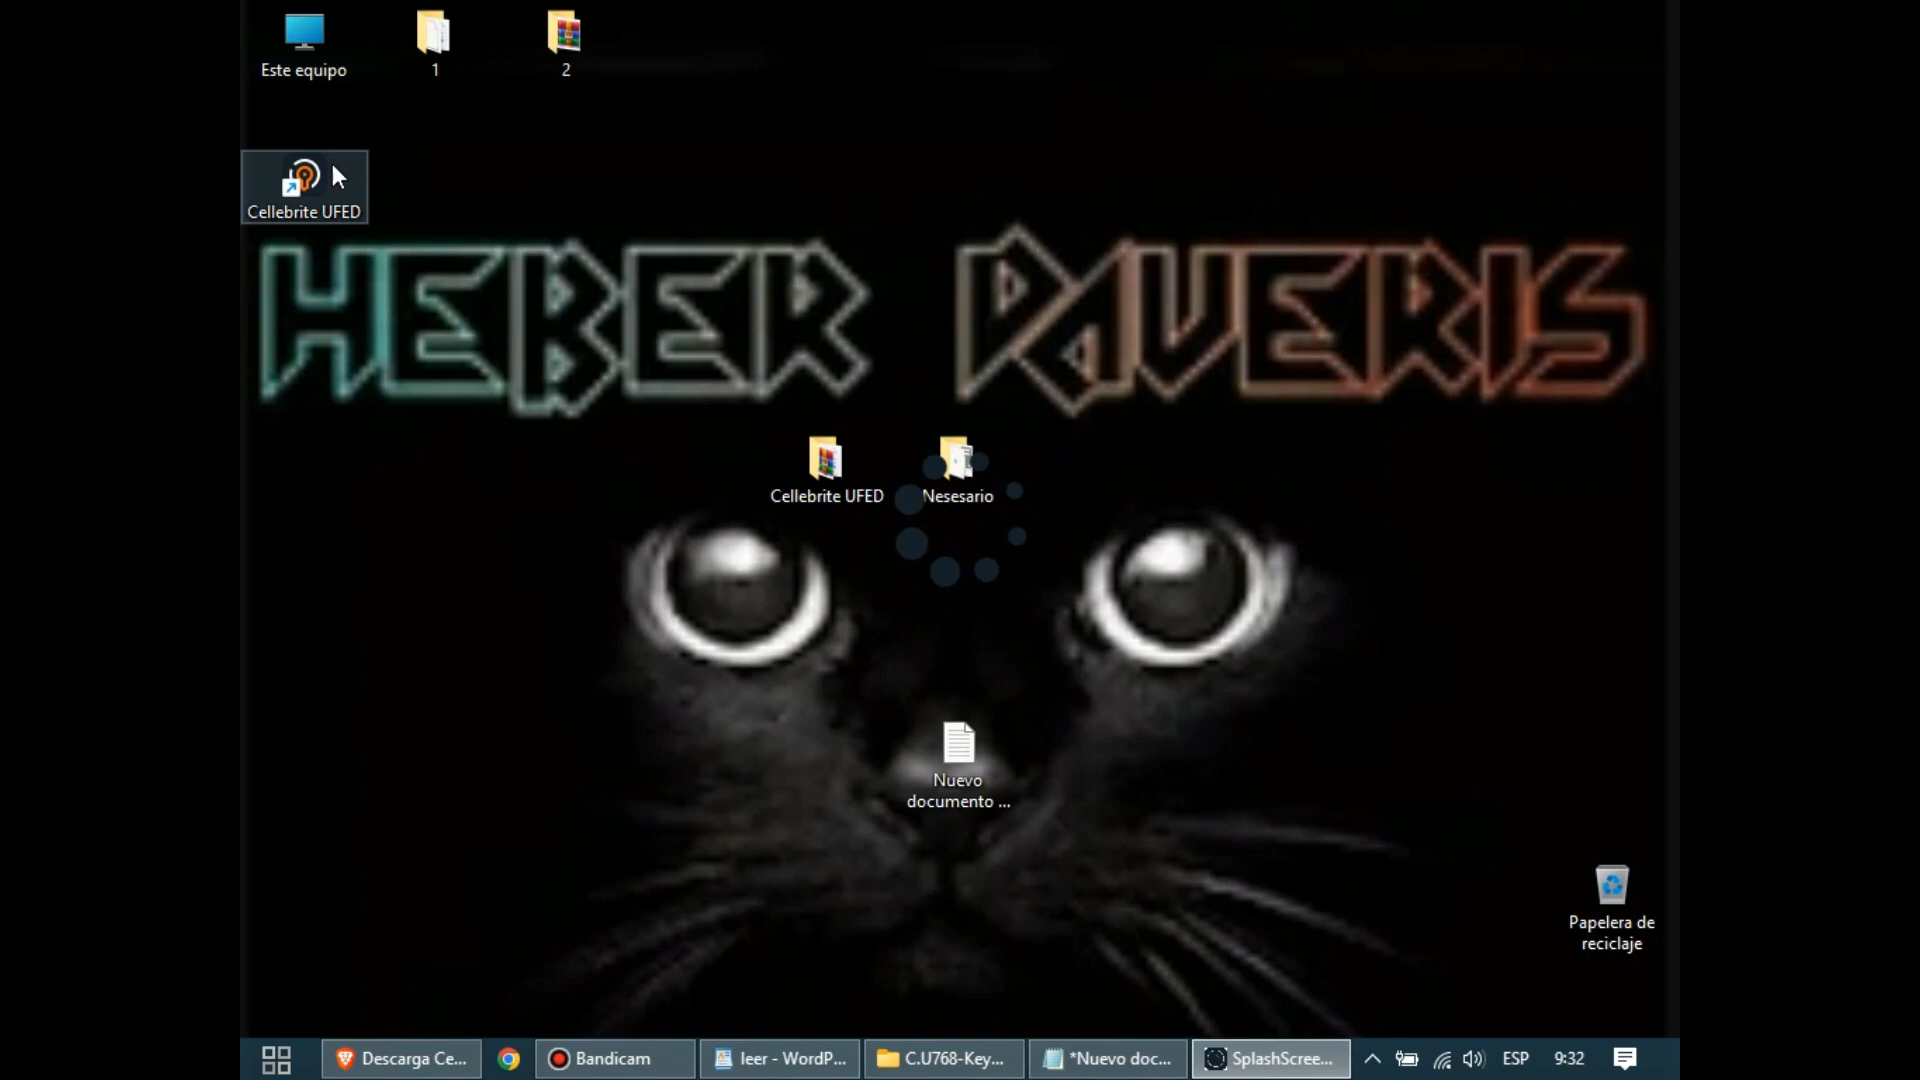 Este equipo
1
2
Cellebrite UFED
HEBER PAVERIS
Cellebrite UFED
Nesesario
Nuevo
documento ...
Papelera de
reciclaje
Descarga Ce...
Bandicam
leer - WordP...
C.U768-Key...
*Nuevo doc...
SplashScree...
ESP
9:32